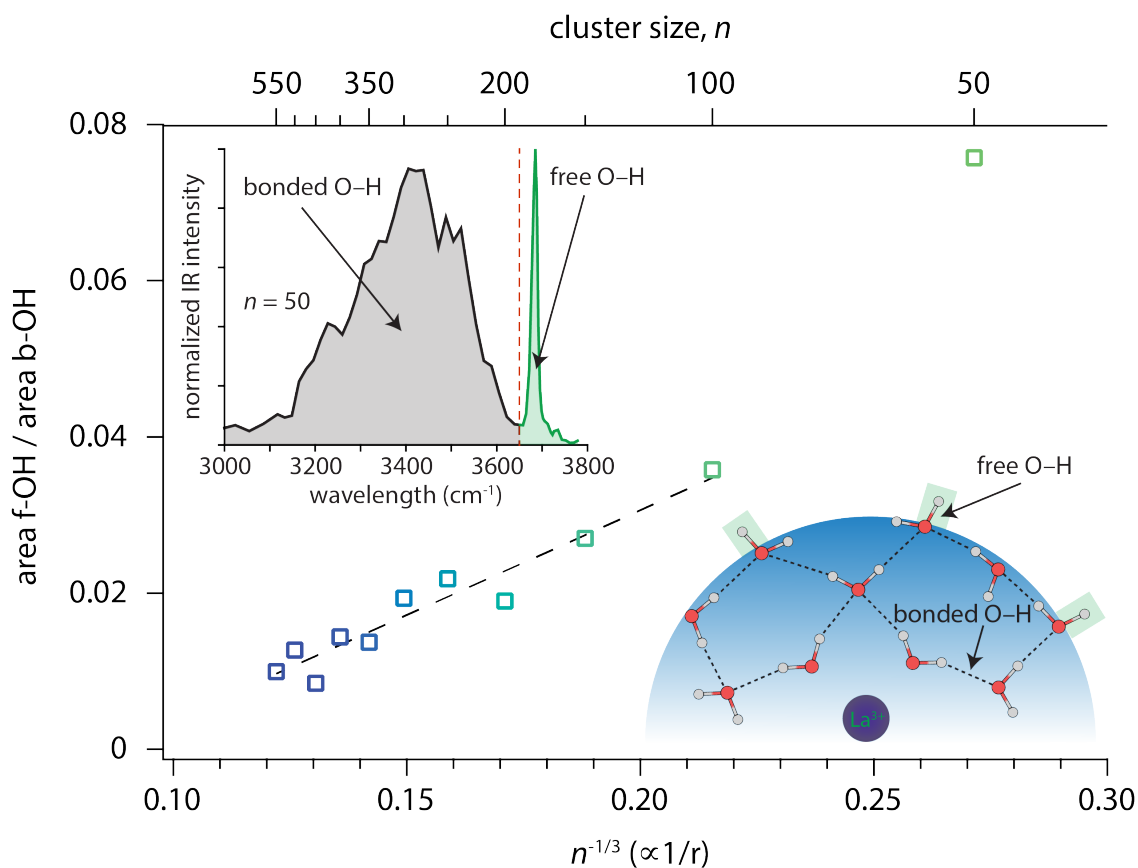 cluster size, n
550 350 200 100 50
0.08
0.06
0.04
0.02
0
area f-OH / area b-OH
normalized IR intensity
bonded O–H
free O–H
n = 50
3000 3200 3400 3600 3800
wavelength (cm⁻¹)
free O–H
bonded O–H
La³⁺
0.10 0.15 0.20 0.25 0.30
n⁻¹/³ (∝1/r)